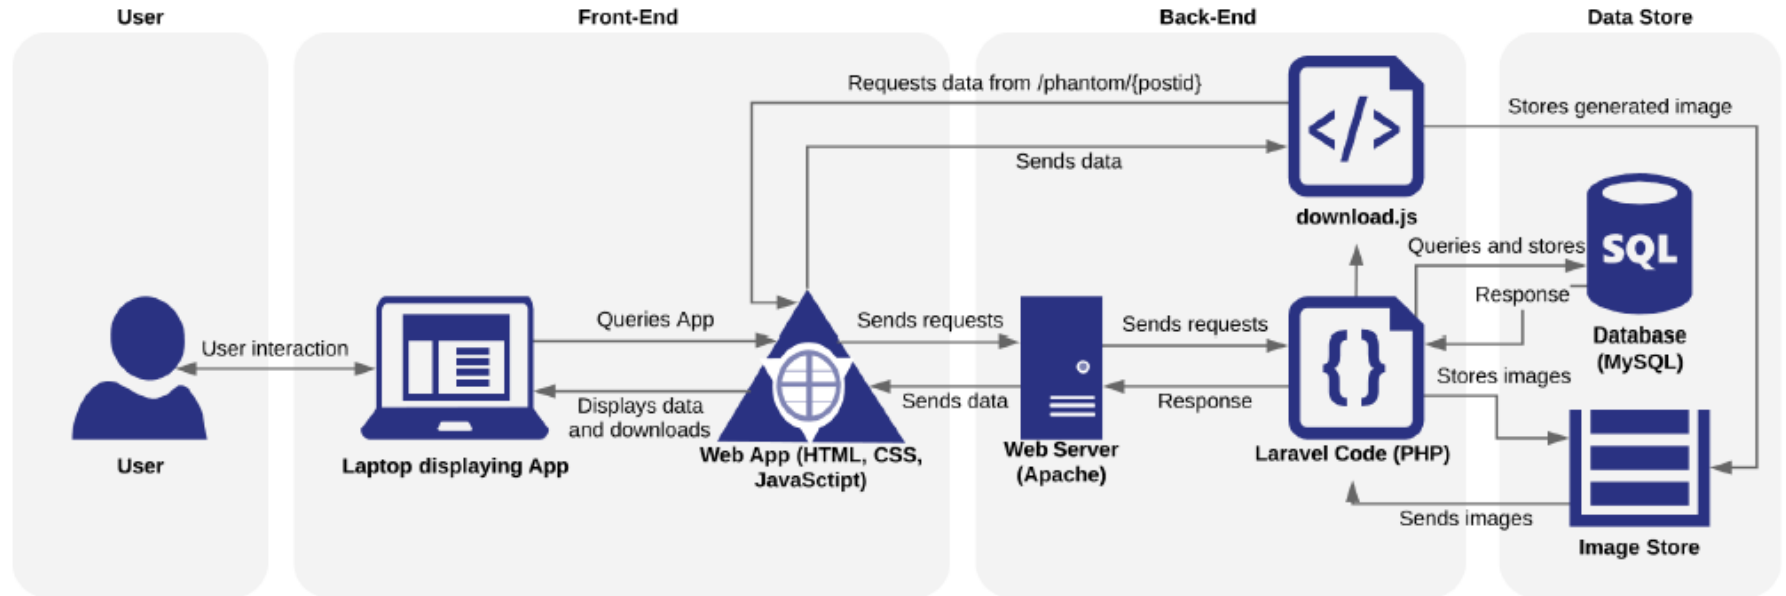 User
Front-End
Back-End
Data Store
Requests data from /phantom/{postid}
Stores generated image
</>
Sends data
download.js
Queries and stores
SQL
Response
Database
(MySQL)
User interaction
Queries App
Sends requests
Sends requests
{}
Stores images
Displays data
and downloads
Sends data
Response
User
Laptop displaying App
Web App (HTML, CSS,
JavaSctipt)
Web Server
(Apache)
Laravel Code (PHP)
Sends images
Image Store